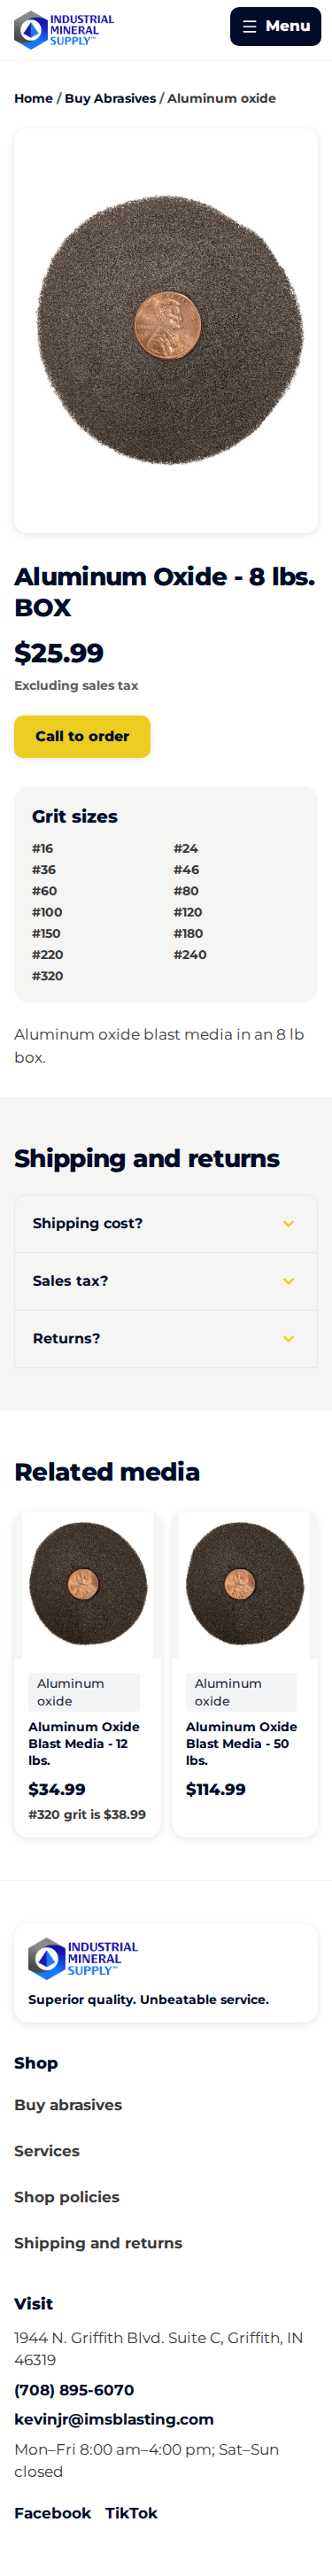 INDUSTRIAL
MINERAL
SUPPLY™
Menu
Home / Buy Abrasives / Aluminum oxide
Aluminum Oxide - 8 lbs.
BOX
$25.99
Excluding sales tax
Call to order
Grit sizes
#16
#24
#36
#46
#60
#80
#100
#120
#150
#180
#220
#240
#320
Aluminum oxide blast media in an 8 lb
box.
Shipping and returns
Shipping cost?
Sales tax?
Returns?
Related media
Aluminum
oxide
Aluminum Oxide
Blast Media - 12
lbs.
$34.99
#320 grit is $38.99
Aluminum
oxide
Aluminum Oxide
Blast Media - 50
lbs.
$114.99
INDUSTRIAL
MINERAL
SUPPLY™
Superior quality. Unbeatable service.
Shop
Buy abrasives
Services
Shop policies
Shipping and returns
Visit
1944 N. Griffith Blvd. Suite C, Griffith, IN
46319
(708) 895-6070
kevinjr@imsblasting.com
Mon–Fri 8:00 am–4:00 pm; Sat–Sun
closed
Facebook TikTok